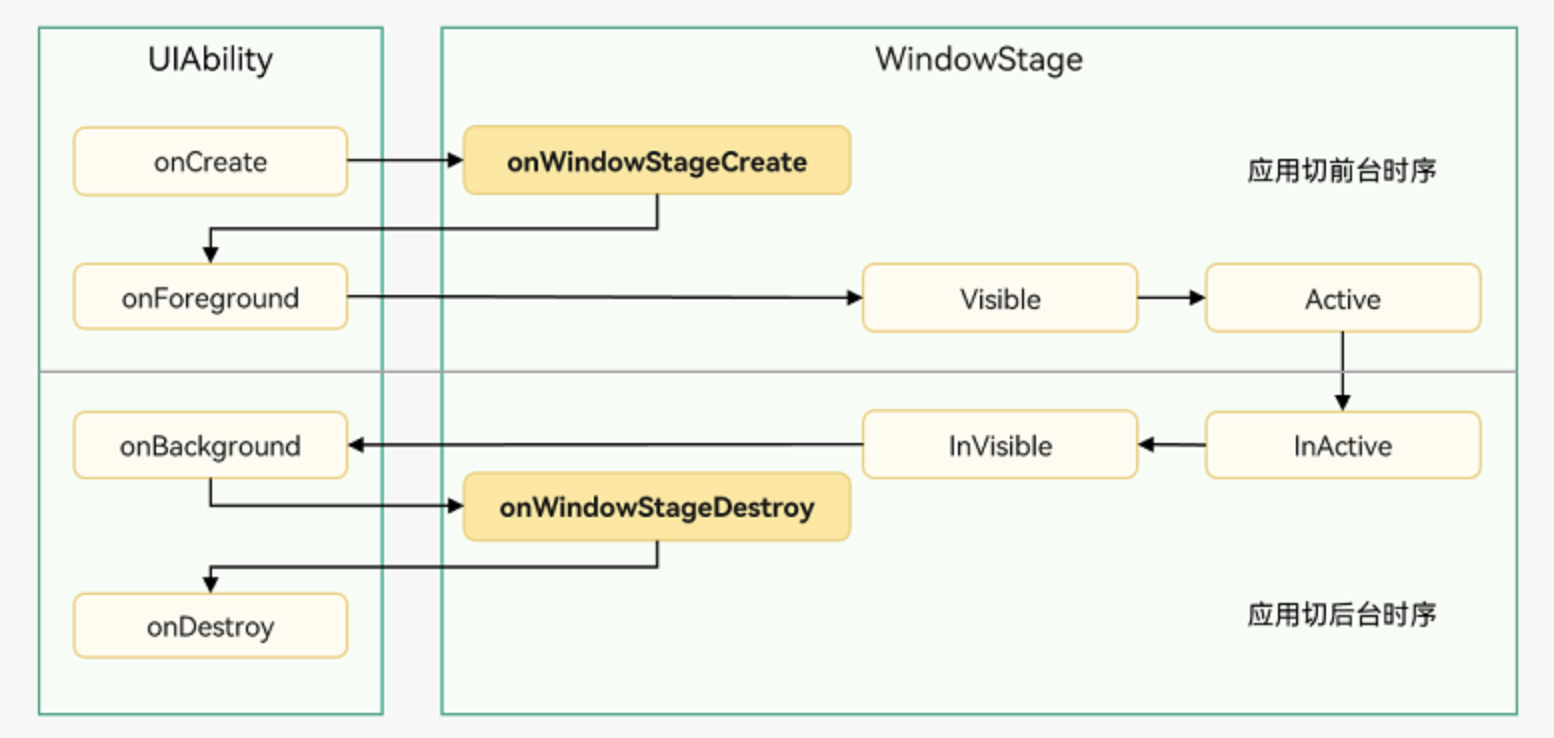 UIAbility
WindowStage
onCreate
onWindowStageCreate
应用切前台时序
onForeground
Visible
Active
onBackground
InVisible
InActive
onWindowStageDestroy
onDestroy
应用切后台时序